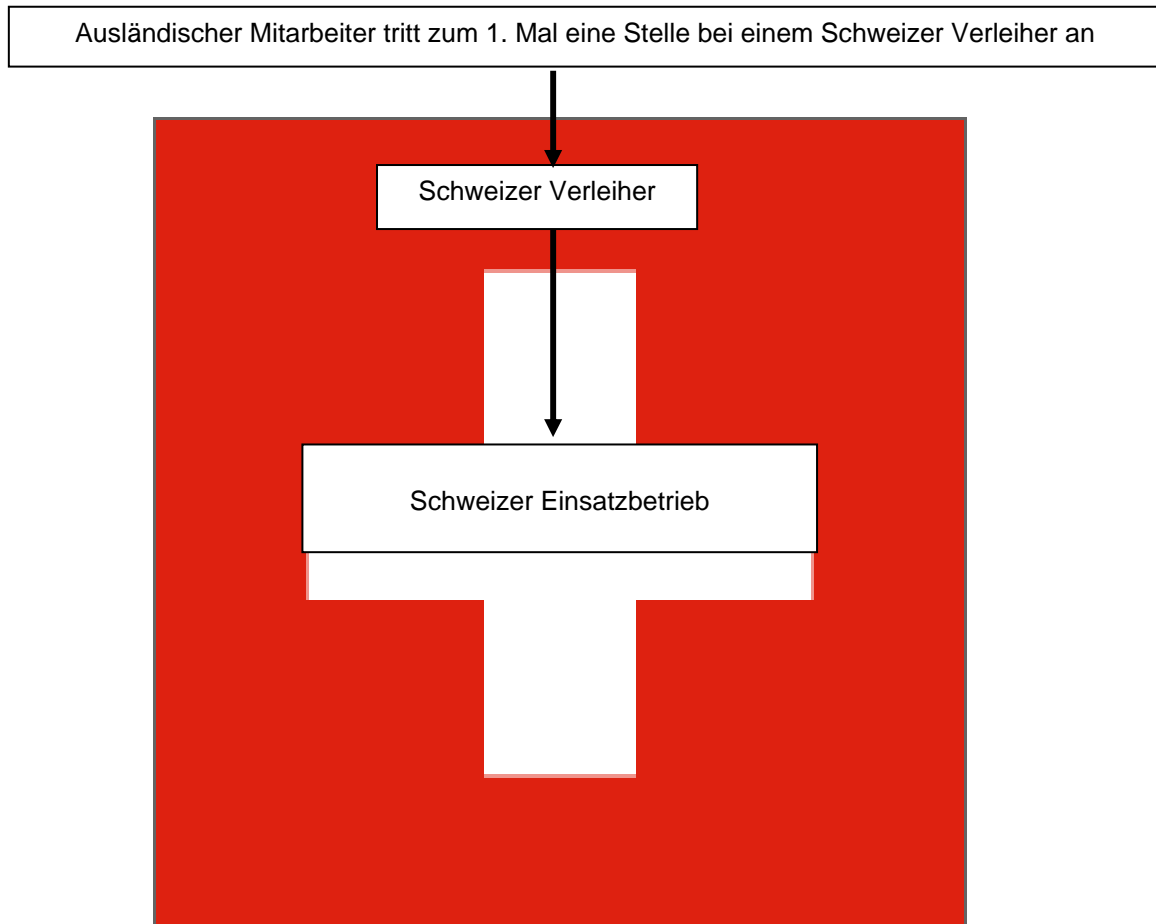 Ausländischer Mitarbeiter tritt zum 1. Mal eine Stelle bei einem Schweizer Verleiher an
Schweizer Verleiher
Schweizer Einsatzbetrieb